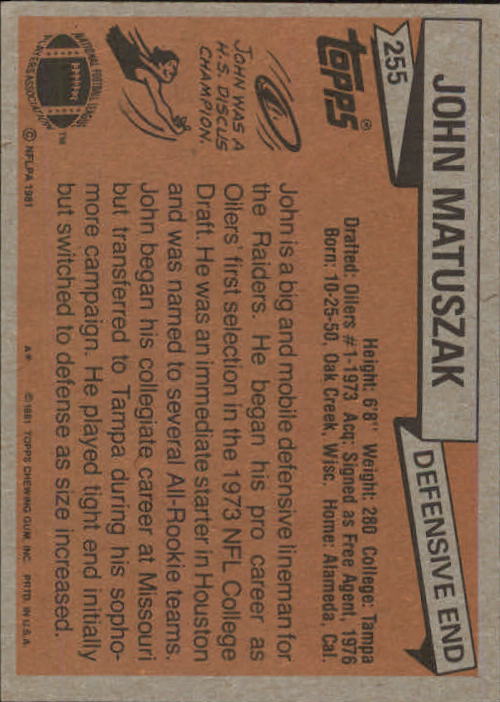 255
JOHN MATUSZAK
DEFENSIVE END
topps®
Height: 6'8" Weight: 280 College: Tampa
Drafted: Oilers #1-1973 Acq: Signed as Free Agent, 1976
Born: 10-25-50, Oak Creek, Wisc. Home: Alameda, Cal.
JOHN WAS A
H.S. DISCUS
CHAMPION.
John is a big and mobile defensive lineman for
the Raiders. He began his pro career as
Oilers' first selection in the 1973 NFL College
Draft. He was an immediate starter in Houston
and was named to several All-Rookie teams.
John began his collegiate career at Missouri
but transferred to Tampa during his sopho-
more campaign. He played tight end initially
but switched to defense as size increased.
NATIONAL FOOTBALL LEAGUE
PLAYERS ASSOCIATION
™
© NFLPA 1981
A* © 1981 TOPPS CHEWING GUM, INC. PRTD. IN U.S.A.